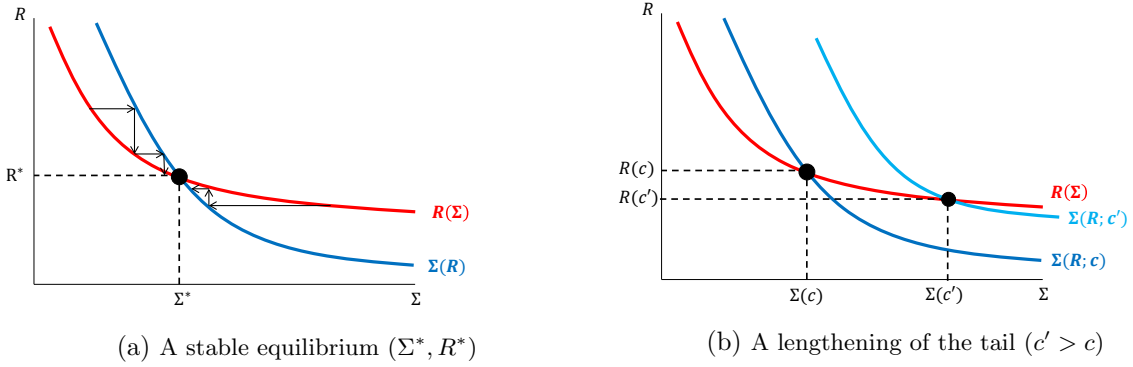 R
R*
R(Σ)
Σ(R)
Σ*
Σ
(a) A stable equilibrium (Σ*, R*)
R
R(c)
R(c′)
R(Σ)
Σ(R; c′)
Σ(R; c)
Σ(c)
Σ(c′)
Σ
(b) A lengthening of the tail (c′ > c)